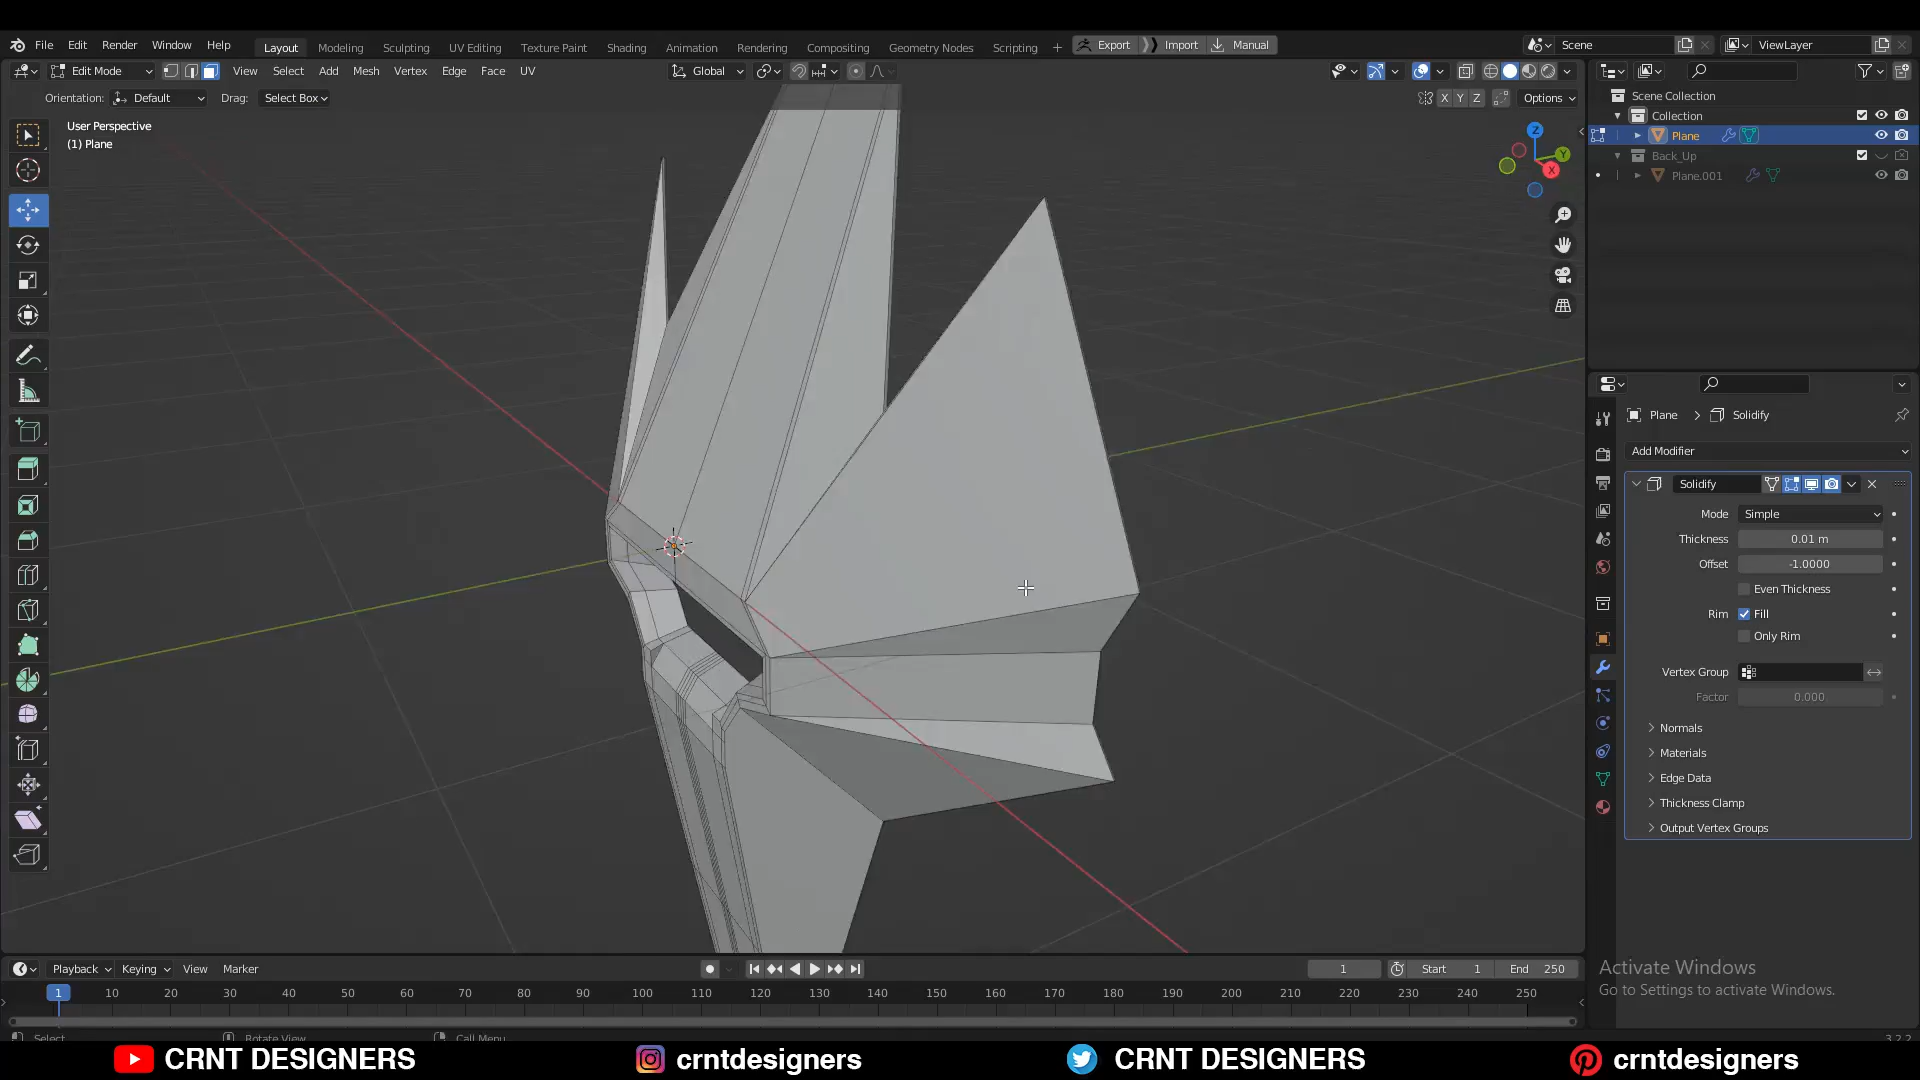 File Edit Render Window Help Layout Modeling Sculpting UV Editing Texture Paint Shading Animation Rendering Compositing Geometry Nodes Scripting + Export Import Manual Scene ViewLayer
Edit Mode View Select Add Mesh Vertex Edge Face UV Global
Orientation: Default Drag: Select Box X Y Z Options
User Perspective
(1) Plane
Z
Y
X
Scene Collection
Collection
Plane
Back_Up
Plane.001
Plane > Solidify
Add Modifier
Solidify
Mode Simple
Thickness 0.01 m
Offset -1.0000
Even Thickness
Rim Fill
Only Rim
Vertex Group
Factor 0.000
Normals
Materials
Edge Data
Thickness Clamp
Output Vertex Groups
Activate Windows
Go to Settings to activate Windows.
Playback Keying View Marker 1 Start 1 End 250
1 10 20 30 40 50 60 70 80 90 100 110 120 130 140 150 160 170 180 190 200 210 220 230 240 250
Select Rotate View Call Menu 3.2.2
CRNT DESIGNERS crntdesigners CRNT DESIGNERS crntdesigners